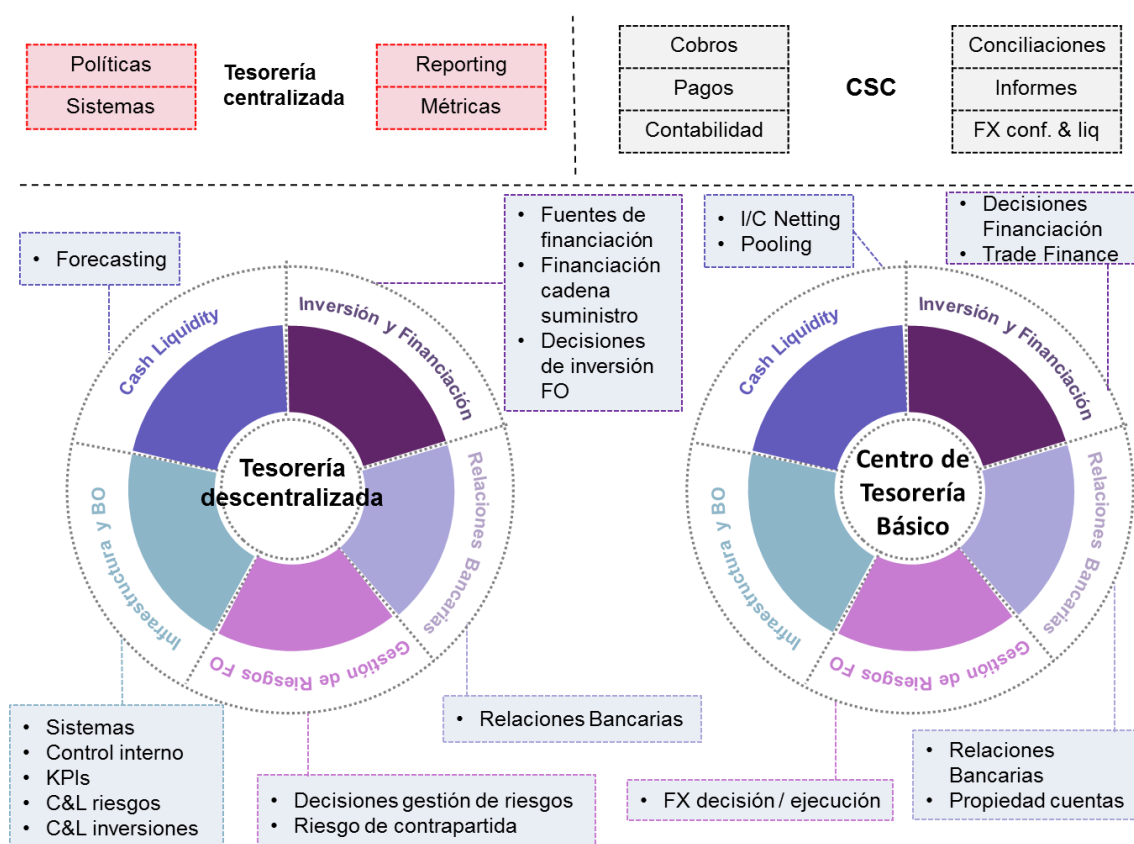 Políticas
Sistemas
Tesorería
centralizada
Reporting
Métricas
Cobros
Pagos
Contabilidad
CSC
Conciliaciones
Informes
FX conf. & liq
• Forecasting
• Fuentes de
financiación
• Financiación
cadena
suministro
• Decisiones
de inversión
FO
Cash Liquidity
Inversión y Financiación
Relaciones Bancarias
Gestión de Riesgos FO
Infraestructura y BO
Tesorería
descentralizada
• Sistemas
• Control interno
• KPIs
• C&L riesgos
• C&L inversiones
• Decisiones gestión de riesgos
• Riesgo de contrapartida
• Relaciones Bancarias
• I/C Netting
• Pooling
• Decisiones
Financiación
• Trade Finance
Cash Liquidity
Inversión y Financiación
Relaciones Bancarias
Gestión de Riesgos FO
Infraestructura y BO
Centro de
Tesorería
Básico
• FX decisión / ejecución
• Relaciones
Bancarias
• Propiedad cuentas